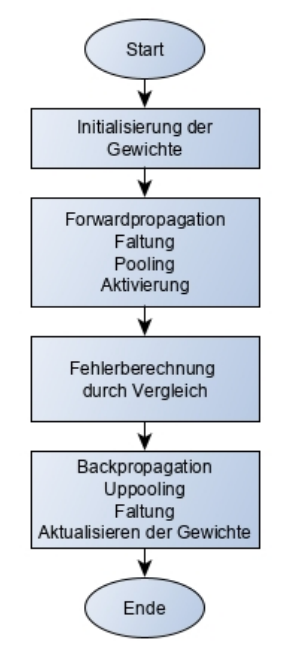 Start
Initialisierung der
Gewichte
Forwardpropagation
Faltung
Pooling
Aktivierung
Fehlerberechnung
durch Vergleich
Backpropagation
Uppooling
Faltung
Aktualisieren der Gewichte
Ende